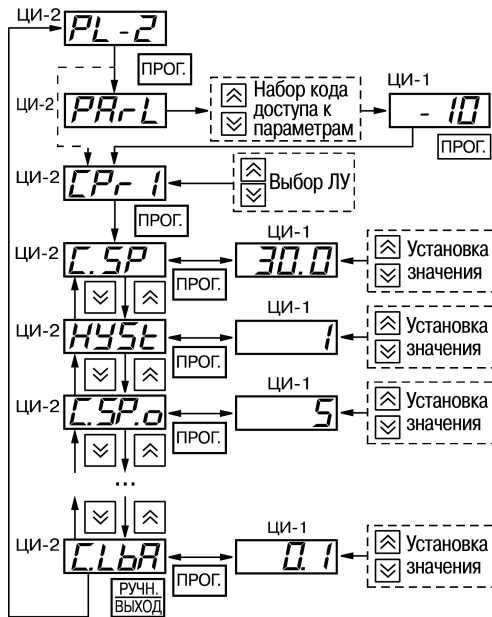 ЦИ-2 PL-2
ПРОГ.
ЦИ-2 PArL
Набор кода
доступа к
параметрам
ЦИ-1
- 10
ПРОГ.
ЦИ-2 CPr 1
Выбор ЛУ
ПРОГ.
ЦИ-2 C.SP
ПРОГ.
ЦИ-1
30.0
Установка
значения
ЦИ-2 HYSt
ПРОГ.
ЦИ-1
1
Установка
значения
ЦИ-2 C.SP.o
ПРОГ.
ЦИ-1
5
Установка
значения
...
ЦИ-2 C.LbA
ПРОГ.
ЦИ-1
0.1
Установка
значения
РУЧН.
ВЫХОД